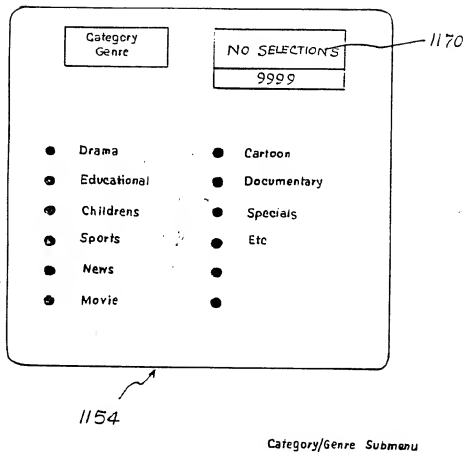 Category
Genre
NO SELECTIONS
1170
9999
Drama
Educational
Childrens
Sports
News
Movie
Cartoon
Documentary
Specials
Etc
1154
Category/Genre Submenu